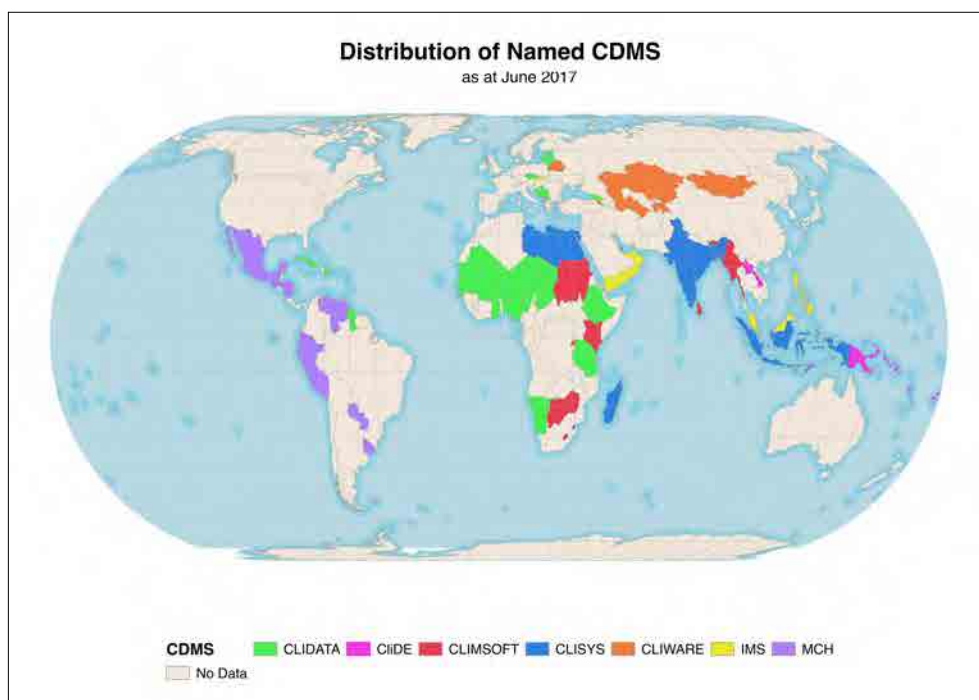 Distribution of Named CDMS
as at June 2017
CDMS CLIDATA CliDE CLIMSOFT CLISYS CLIWARE IMS MCH
No Data